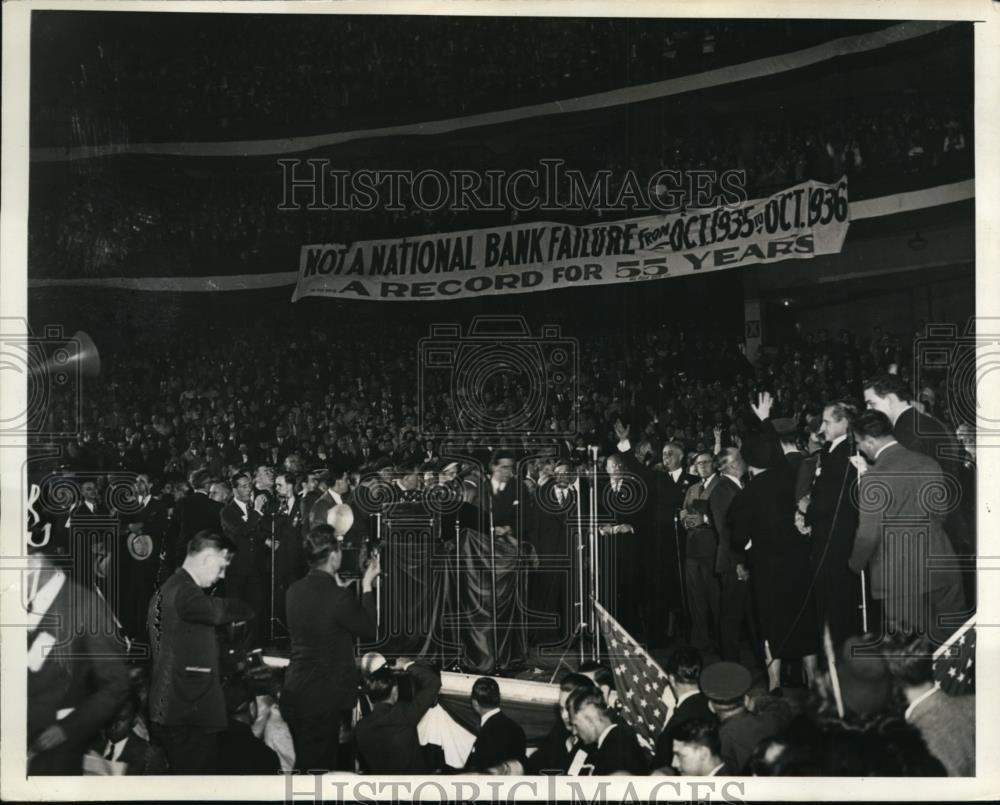 HISTORICIMAGES
NOT A NATIONAL BANK FAILURE FROM OCT. 1935 TO OCT. 1936
A RECORD FOR 55 YEARS
HISTORICIMAGES